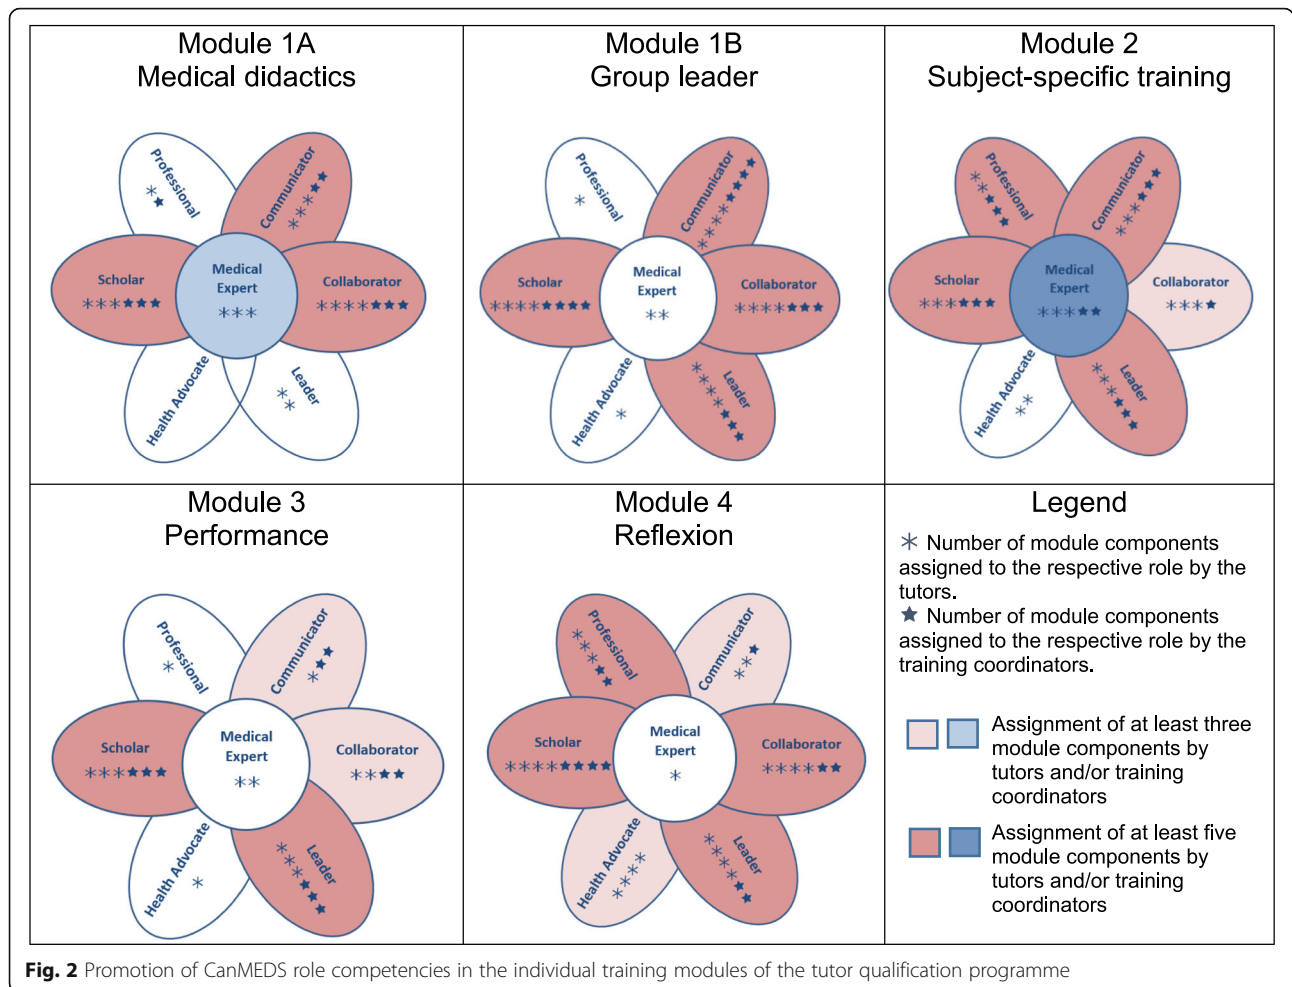 Module 1A
Medical didactics
Professional
Communicator
Scholar
Medical
Expert
Collaborator
Health Advocate
Leader
Module 1B
Group leader
Professional
Communicator
Scholar
Medical
Expert
Collaborator
Health Advocate
Leader
Module 2
Subject-specific training
Professional
Communicator
Scholar
Medical
Expert
Collaborator
Health Advocate
Leader
Module 3
Performance
Professional
Communicator
Scholar
Medical
Expert
Collaborator
Health Advocate
Leader
Module 4
Reflexion
Professional
Communicator
Scholar
Medical
Expert
Collaborator
Health Advocate
Leader
Legend
Number of module components
assigned to the respective role by the
tutors.
Number of module components
assigned to the respective role by the
training coordinators.
Assignment of at least three
module components by
tutors and/or training
coordinators
Assignment of at least five
module components by
tutors and/or training
coordinators
Fig. 2 Promotion of CanMEDS role competencies in the individual training modules of the tutor qualification programme